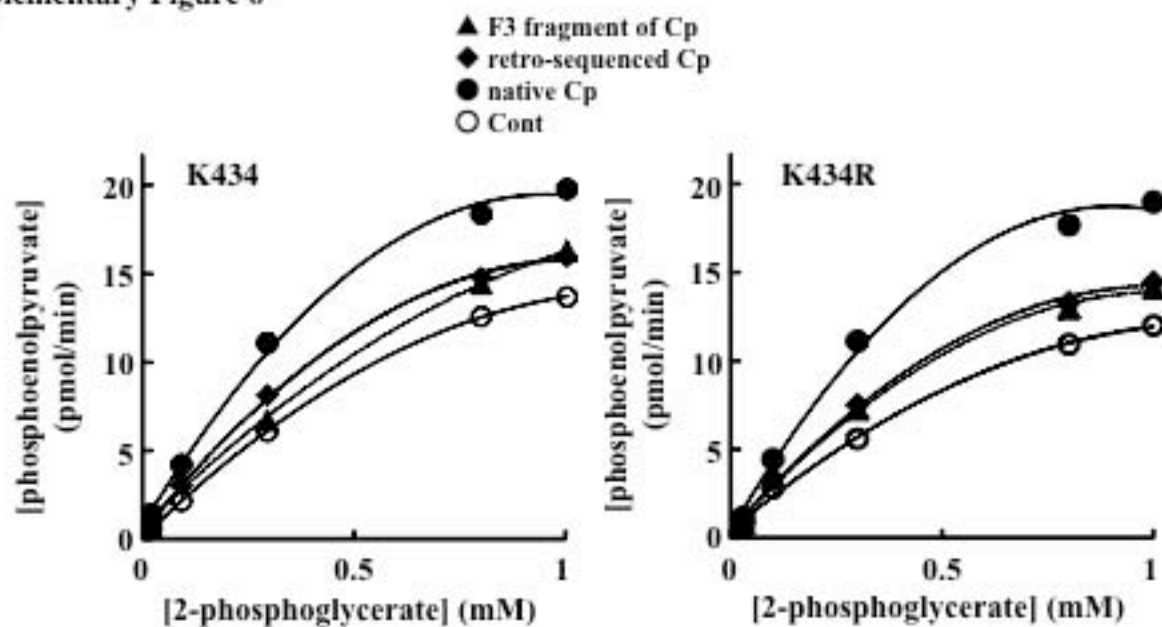 ▲ F3 fragment of Cp
◆ retro-sequenced Cp
● native Cp
○ Cont
K434
[phosphoenolpyruvate]
(pmol/min)
20
15
10
5
0
0
0.5
1
[2-phosphoglycerate] (mM)
K434R
[phosphoenolpyruvate]
(pmol/min)
20
15
10
5
0
0
0.5
1
[2-phosphoglycerate] (mM)